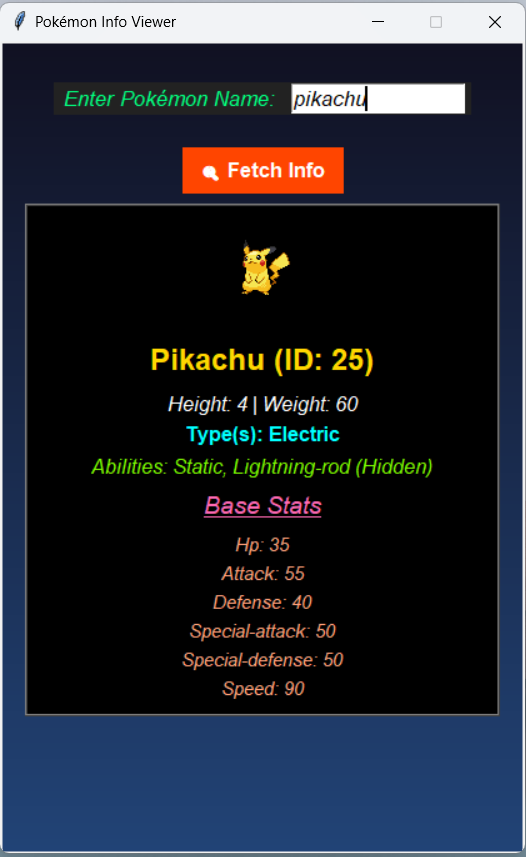 Pokémon Info Viewer
Enter Pokémon Name: pikachu
Fetch Info
Pikachu (ID: 25)
Height: 4 | Weight: 60
Type(s): Electric
Abilities: Static, Lightning-rod (Hidden)
Base Stats
Hp: 35
Attack: 55
Defense: 40
Special-attack: 50
Special-defense: 50
Speed: 90